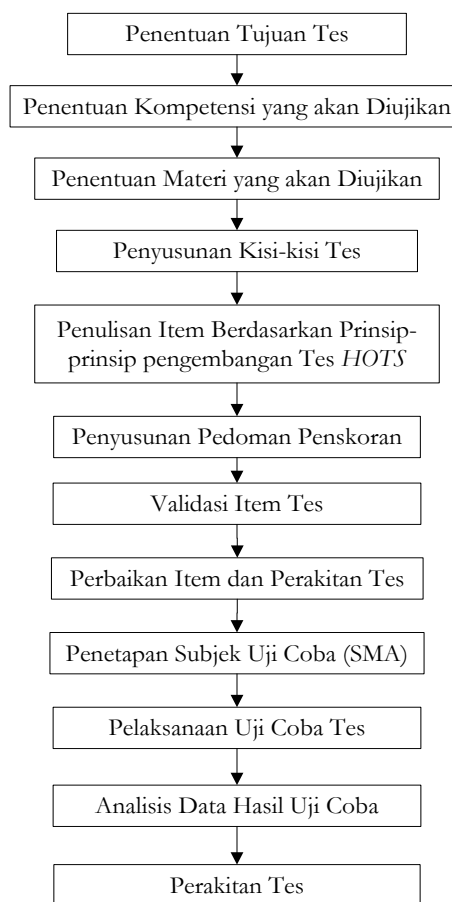 Penentuan Tujuan Tes
Penentuan Kompetensi yang akan Diujikan
Penentuan Materi yang akan Diujikan
Penyusunan Kisi-kisi Tes
Penulisan Item Berdasarkan Prinsip-
prinsip pengembangan Tes HOTS
Penyusunan Pedoman Penskoran
Validasi Item Tes
Perbaikan Item dan Perakitan Tes
Penetapan Subjek Uji Coba (SMA)
Pelaksanaan Uji Coba Tes
Analisis Data Hasil Uji Coba
Perakitan Tes